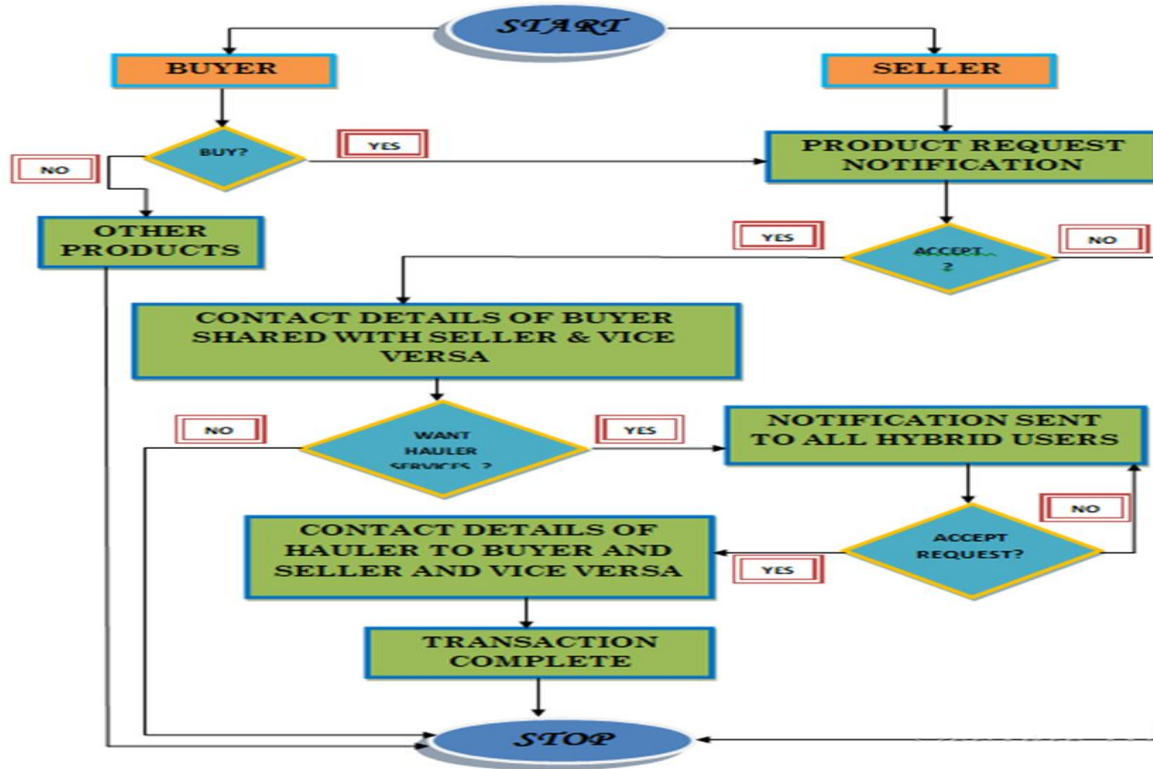 START
BUYER
SELLER
BUY?
YES
NO
PRODUCT REQUEST
NOTIFICATION
OTHER
PRODUCTS
YES
ACCEPT
?
NO
CONTACT DETAILS OF BUYER
SHARED WITH SELLER & VICE
VERSA
NO
WANT
HAULER
SERVICES ?
YES
NOTIFICATION SENT
TO ALL HYBRID USERS
NO
ACCEPT
REQUEST?
YES
CONTACT DETAILS OF
HAULER TO BUYER AND
SELLER AND VICE VERSA
TRANSACTION
COMPLETE
STOP